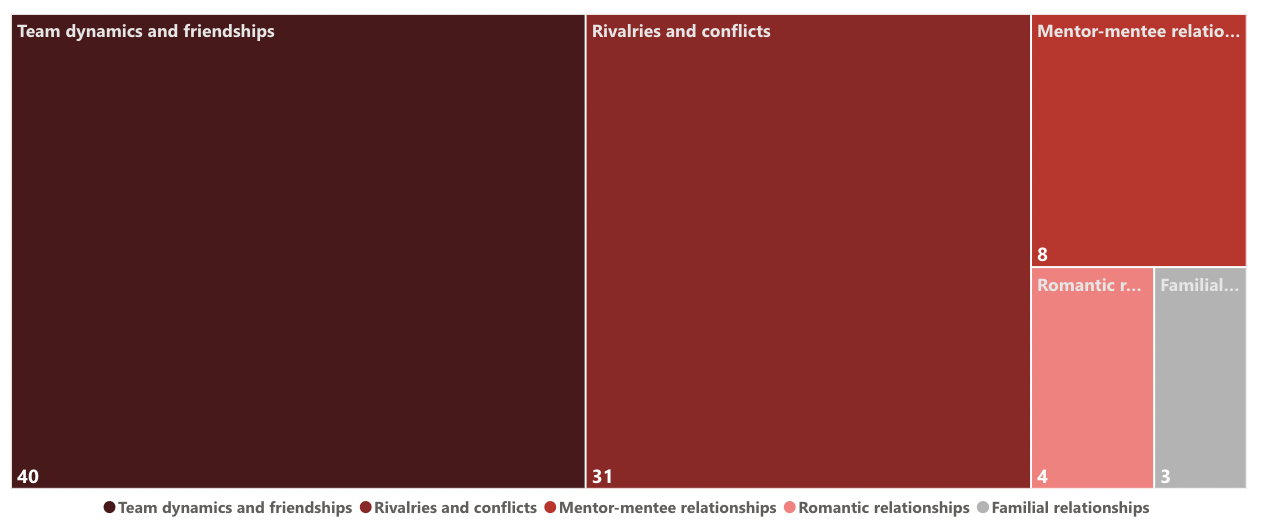 Team dynamics and friendships
Rivalries and conflicts
Mentor-mentee relatio...
8
Romantic r...
Familial...
40
31
4
3
Team dynamics and friendships Rivalries and conflicts Mentor-mentee relationships Romantic relationships Familial relationships